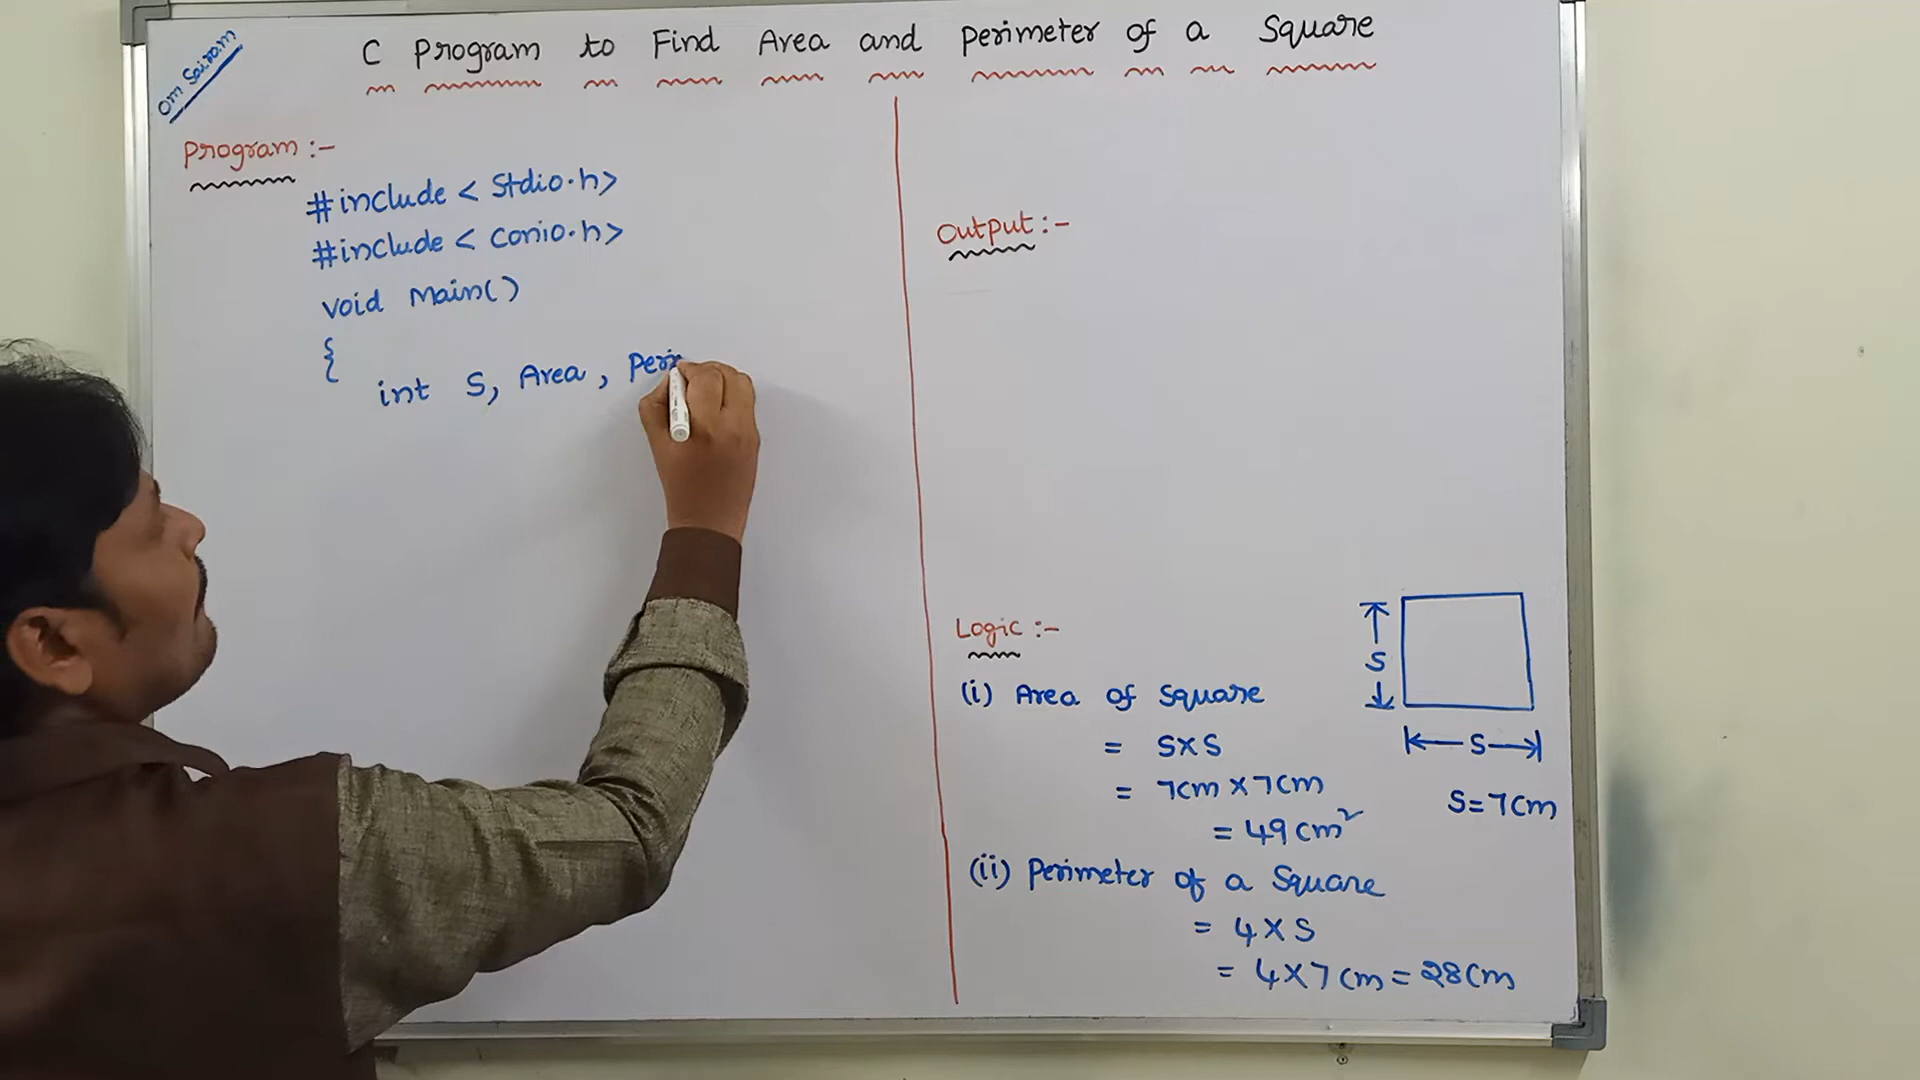 Om Sairam
C Program to Find Area and Perimeter of a Square
Program :-
#include < Stdio.h>
#include < Conio.h>
void Main()
{
int S, Area, Peri
Output :-
Logic :-
(i) Area of Square
= S×S
= 7cm × 7cm
= 49 cm²
(ii) Perimeter of a Square
= 4 × S
= 4×7 cm = 28cm
S
S
S=7cm